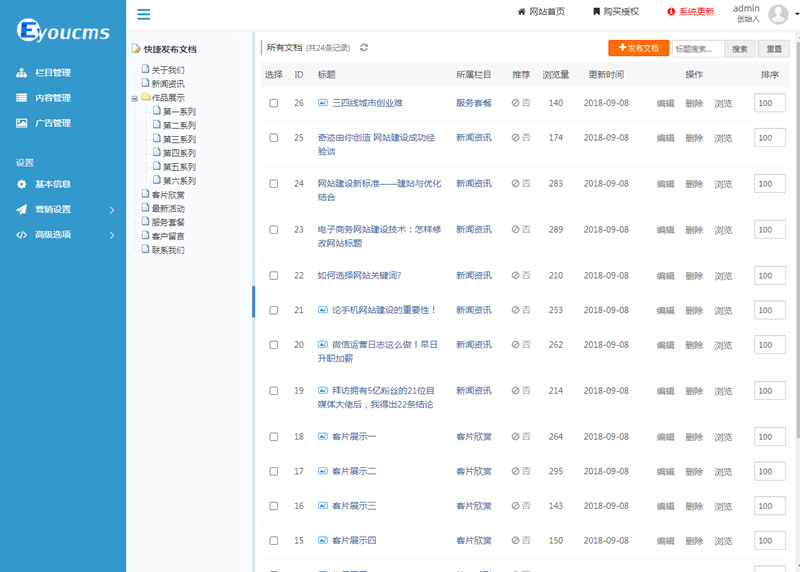 Eyoucms
网站首页 购买授权 系统更新 admin
创始人
栏目管理
内容管理
广告管理
设置
基本信息
营销设置
高级选项
快捷发布文档
关于我们
新闻资讯
作品展示
第一系列
第二系列
第三系列
第四系列
第五系列
第六系列
客片欣赏
最新活动
服务套餐
客户留言
联系我们
所有文档 (共24条记录) 发布文档 标题搜索... 搜索 重置
选择 ID 标题 所属栏目 推荐 浏览量 更新时间 操作 排序
26 三四线城市创业难 服务套餐 否 140 2018-09-08 编辑 删除 浏览 100
25 奇迹由你创造 网站建设成功经 新闻资讯 否 174 2018-09-08 编辑 删除 浏览 100
验谈
24 网站建设新标准——建站与优化 新闻资讯 否 283 2018-09-08 编辑 删除 浏览 100
结合
23 电子商务网站建设技术：怎样修 新闻资讯 否 289 2018-09-08 编辑 删除 浏览 100
改网站标题
22 如何选择网站关键词? 新闻资讯 否 210 2018-09-08 编辑 删除 浏览 100
21 论手机网站建设的重要性！ 新闻资讯 否 253 2018-09-08 编辑 删除 浏览 100
20 微信运营日志这么做！早日 新闻资讯 否 262 2018-09-08 编辑 删除 浏览 100
升职加薪
19 拜访拥有5亿粉丝的21位自 新闻资讯 否 214 2018-09-08 编辑 删除 浏览 100
媒体大佬后，我得出22条结论
18 客片展示一 客片欣赏 否 264 2018-09-08 编辑 删除 浏览 100
17 客片展示二 客片欣赏 否 295 2018-09-08 编辑 删除 浏览 100
16 客片展示三 客片欣赏 否 143 2018-09-08 编辑 删除 浏览 100
15 客片展示四 客片欣赏 否 150 2018-09-08 编辑 删除 浏览 100